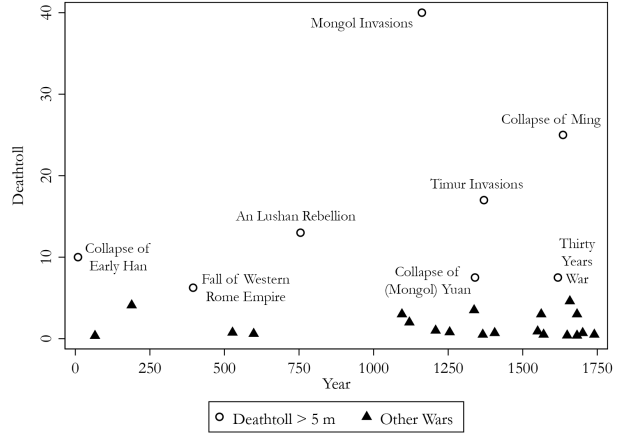 40
Mongol Invasions
30
Collapse of Ming
Deathtoll
20
Timur Invasions
An Lushan Rebellion
Collapse of
Early Han
10
Fall of Western
Rome Empire
Collapse of
(Mongol) Yuan
Thirty
Years
War
0
0 250 500 750 1000 1250 1500 1750
Year
Deathtoll > 5 m
Other Wars